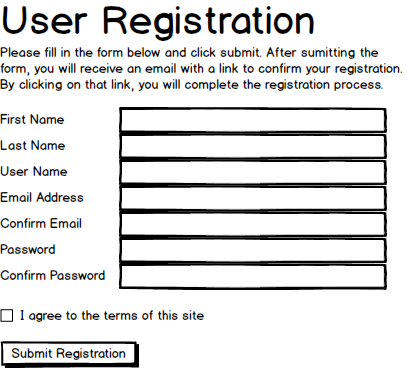 User Registration
Please fill in the form below and click submit. After sumitting the
form, you will receive an email with a link to confirm your registration.
By clicking on that link, you will complete the registration process.
First Name
Last Name
User Name
Email Address
Confirm Email
Password
Confirm Password
I agree to the terms of this site
Submit Registration